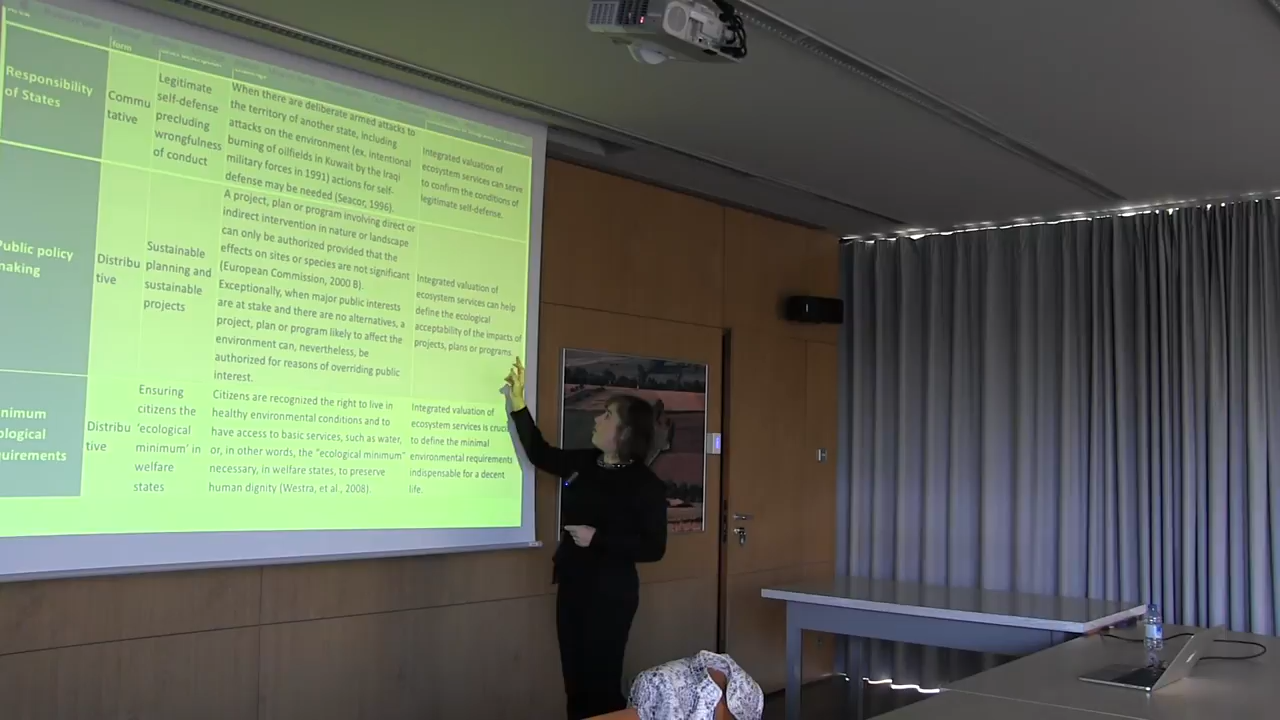 form
Responsibility
of States
Commu
tative
Legitimate
self-defense
precluding
wrongfulness
of conduct
When there are deliberate armed attacks to
the territory of another state, including
attacks on the environment (ex. intentional
burning of oilfields in Kuwait by the Iraqi
military forces in 1991) actions for self-
defense may be needed (Seacor, 1996).
Integrated valuation of
ecosystem services can serve
to confirm the conditions of
legitimate self-defense.
Public policy
making
Distribu
tive
Sustainable
planning and
sustainable
projects
A project, plan or program involving direct or
indirect intervention in nature or landscape
can only be authorized provided that the
effects on sites or species are not significant
(European Commission, 2000 B).
Exceptionally, when major public interests
are at stake and there are no alternatives, a
project, plan or program likely to affect the
environment can, nevertheless, be
authorized for reasons of overriding public
interest.
Integrated valuation of
ecosystem services can help
define the ecological
acceptability of the impacts of
projects, plans or programs.
nimum
ological
quirements
Distribu
tive
Ensuring
citizens the
'ecological
minimum' in
welfare
states
Citizens are recognized the right to live in
healthy environmental conditions and to
have access to basic services, such as water,
or, in other words, the "ecological minimum"
necessary, in welfare states, to preserve
human dignity (Westra, et al., 2008).
Integrated valuation of
ecosystem services is crucial
to define the minimal
environmental requirements
indispensable for a decent
life.